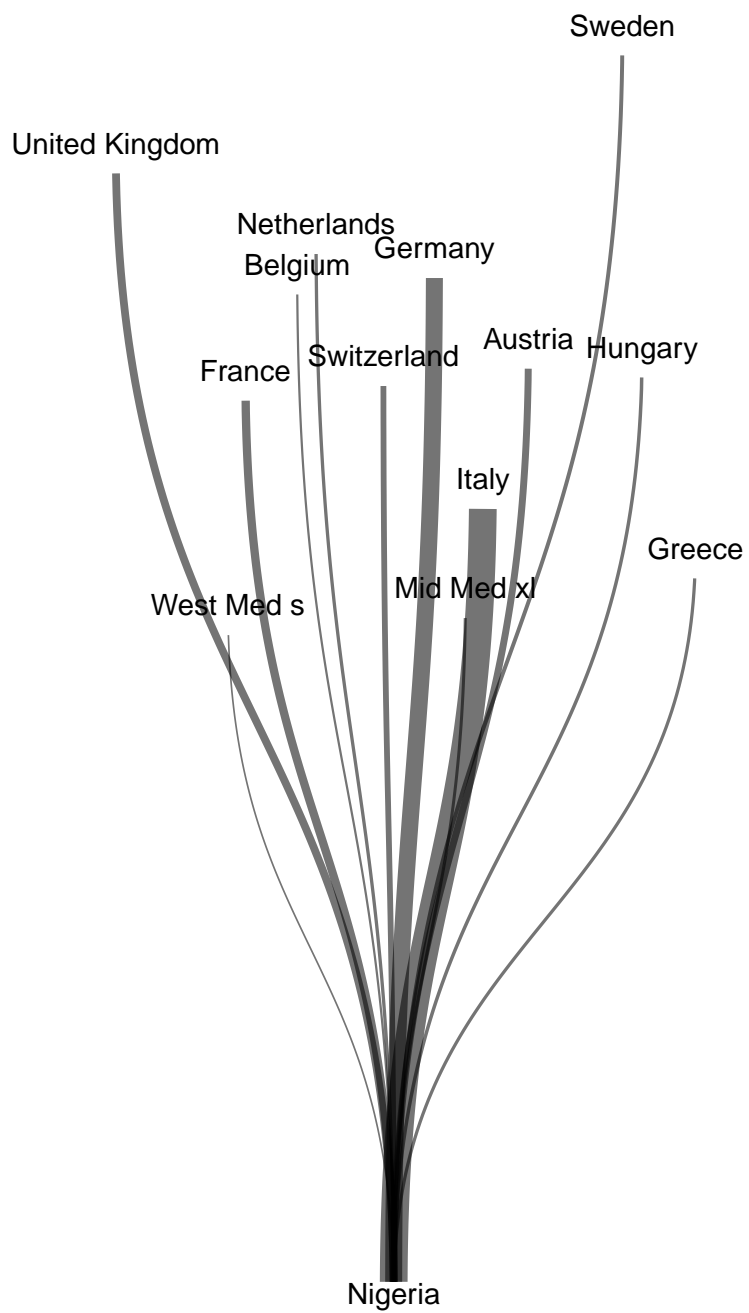 Sweden
United Kingdom
Netherlands
Germany
Belgium
Austria
Hungary
Switzerland
France
Italy
Greece
Mid Med xl
West Med s
Nigeria